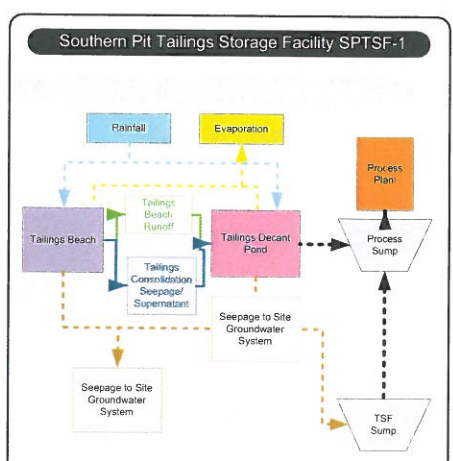 Southern Pit Tailings Storage Facility SPTSF-1
Rainfall
Evaporation
Process
Plant
Tailings Beach
Tailings
Beach
Runoff
Tailings Decant
Pond
Process
Sump
Tailings
Consolidation
Seepage/
Supernatant
Seepage to Site
Groundwater
System
Seepage to Site
Groundwater
System
TSF
Sump